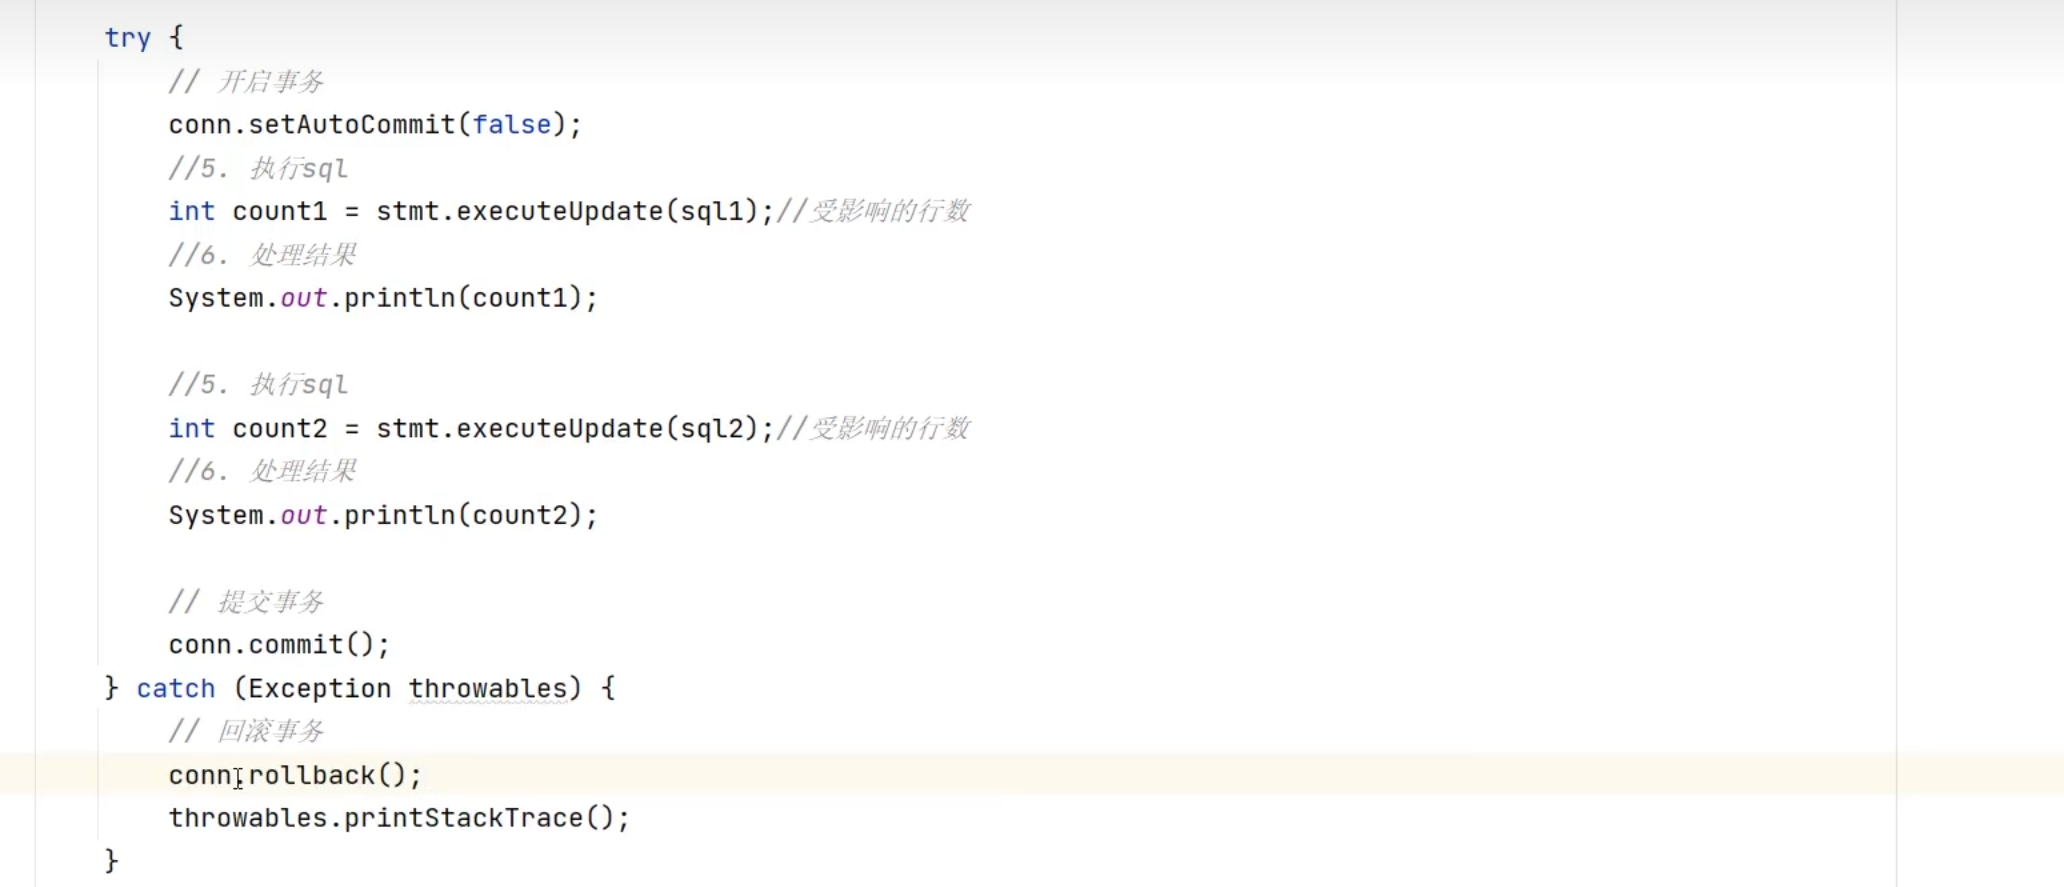 try {
// 开启事务
conn.setAutoCommit(false);
//5. 执行sql
int count1 = stmt.executeUpdate(sql1);//受影响的行数
//6. 处理结果
System.out.println(count1);
//5. 执行sql
int count2 = stmt.executeUpdate(sql2);//受影响的行数
//6. 处理结果
System.out.println(count2);
// 提交事务
conn.commit();
} catch (Exception throwables) {
// 回滚事务
conn.rollback();
throwables.printStackTrace();
}